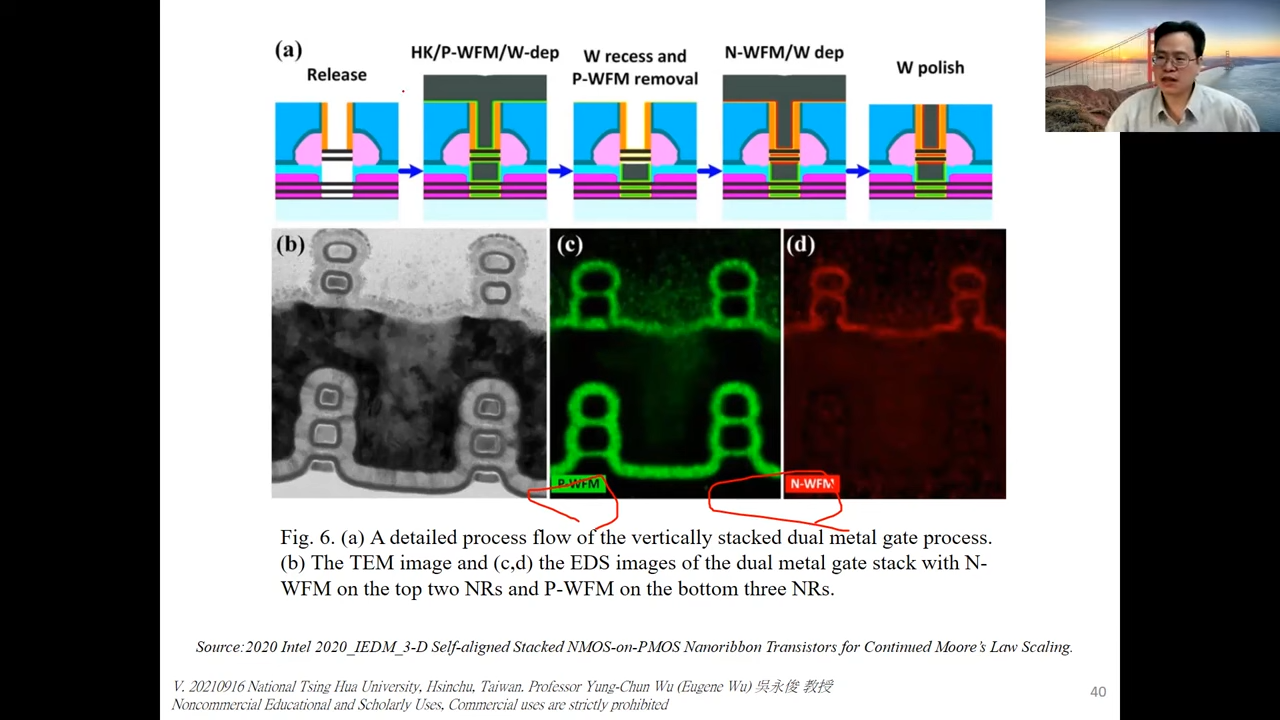 (a)
Release
HK/P-WFM/W-dep
W recess and
P-WFM removal
N-WFM/W dep
W polish
(b)
(c)
(d)
P-WFM
N-WFM
Fig. 6. (a) A detailed process flow of the vertically stacked dual metal gate process.
(b) The TEM image and (c,d) the EDS images of the dual metal gate stack with N-
WFM on the top two NRs and P-WFM on the bottom three NRs.
Source:2020 Intel 2020_IEDM_3-D Self-aligned Stacked NMOS-on-PMOS Nanoribbon Transistors for Continued Moore's Law Scaling.
V. 20210916 National Tsing Hua University, Hsinchu, Taiwan. Professor Yung-Chun Wu (Eugene Wu) 吳永俊 教授
Noncommercial Educational and Scholarly Uses, Commercial uses are strictly prohibited
40